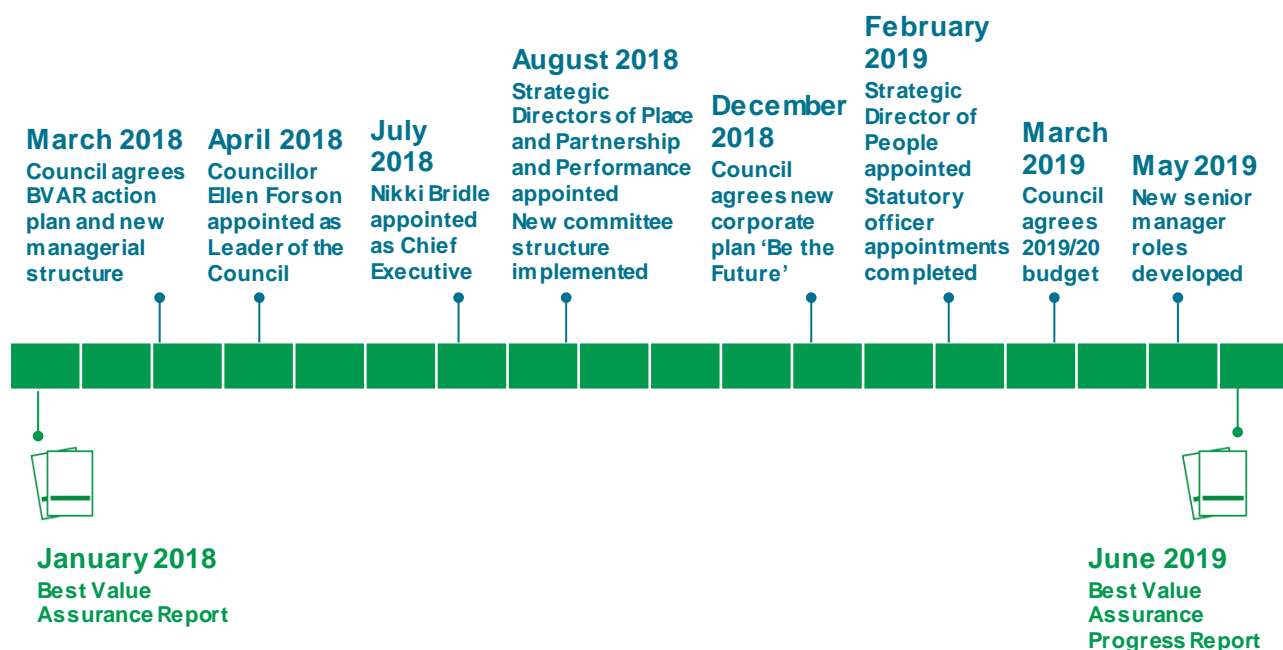 March 2018
Council agrees
BVAR action
plan and new
managerial
structure
April 2018
Councillor
Ellen Forson
appointed as
Leader of the
Council
July
2018
Nikki Bridle
appointed
as Chief
Executive
August 2018
Strategic
Directors of Place
and Partnership
and Performance
appointed
New committee
structure
implemented
December
2018
Council
agrees new
corporate
plan ‘Be the
Future’
February
2019
Strategic
Director of
People
appointed
Statutory
officer
appointments
completed
March
2019
Council
agrees
2019/20
budget
May 2019
New senior
manager
roles
developed
January 2018
Best Value
Assurance Report
June 2019
Best Value
Assurance
Progress Report